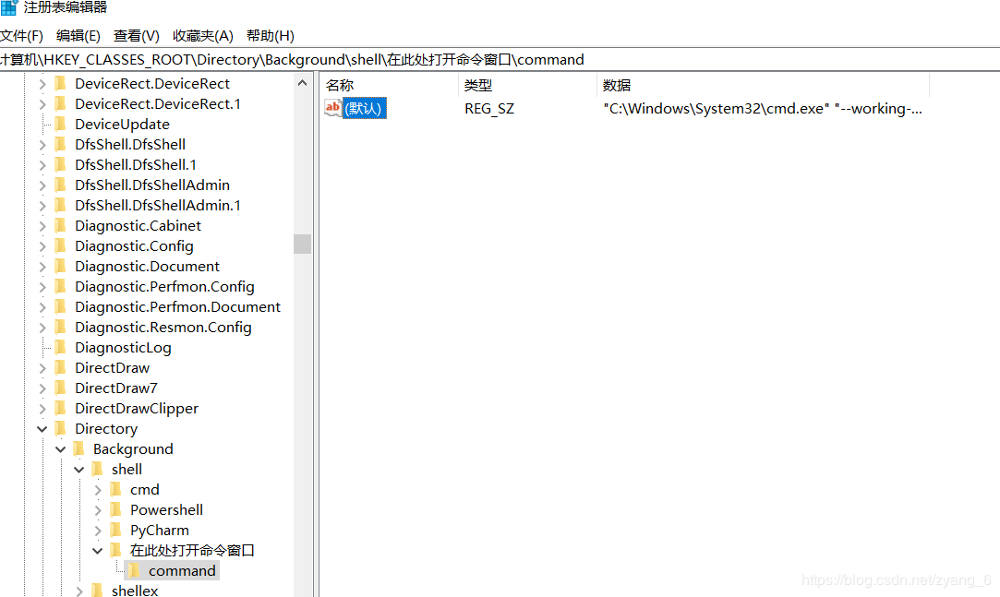 注册表编辑器
文件(F) 编辑(E) 查看(V) 收藏夹(A) 帮助(H)
计算机\HKEY_CLASSES_ROOT\Directory\Background\shell\在此处打开命令窗口\command
DeviceRect.DeviceRect
DeviceRect.DeviceRect.1
DeviceUpdate
DfsShell.DfsShell
DfsShell.DfsShell.1
DfsShell.DfsShellAdmin
DfsShell.DfsShellAdmin.1
Diagnostic.Cabinet
Diagnostic.Config
Diagnostic.Document
Diagnostic.Perfmon.Config
Diagnostic.Perfmon.Document
Diagnostic.Resmon.Config
DiagnosticLog
DirectDraw
DirectDraw7
DirectDrawClipper
Directory
Background
shell
cmd
Powershell
PyCharm
在此处打开命令窗口
command
shellex
名称 类型 数据
ab (默认) REG_SZ "C:\Windows\System32\cmd.exe" "--working-...
https://blog.csdn.net/zyang_6